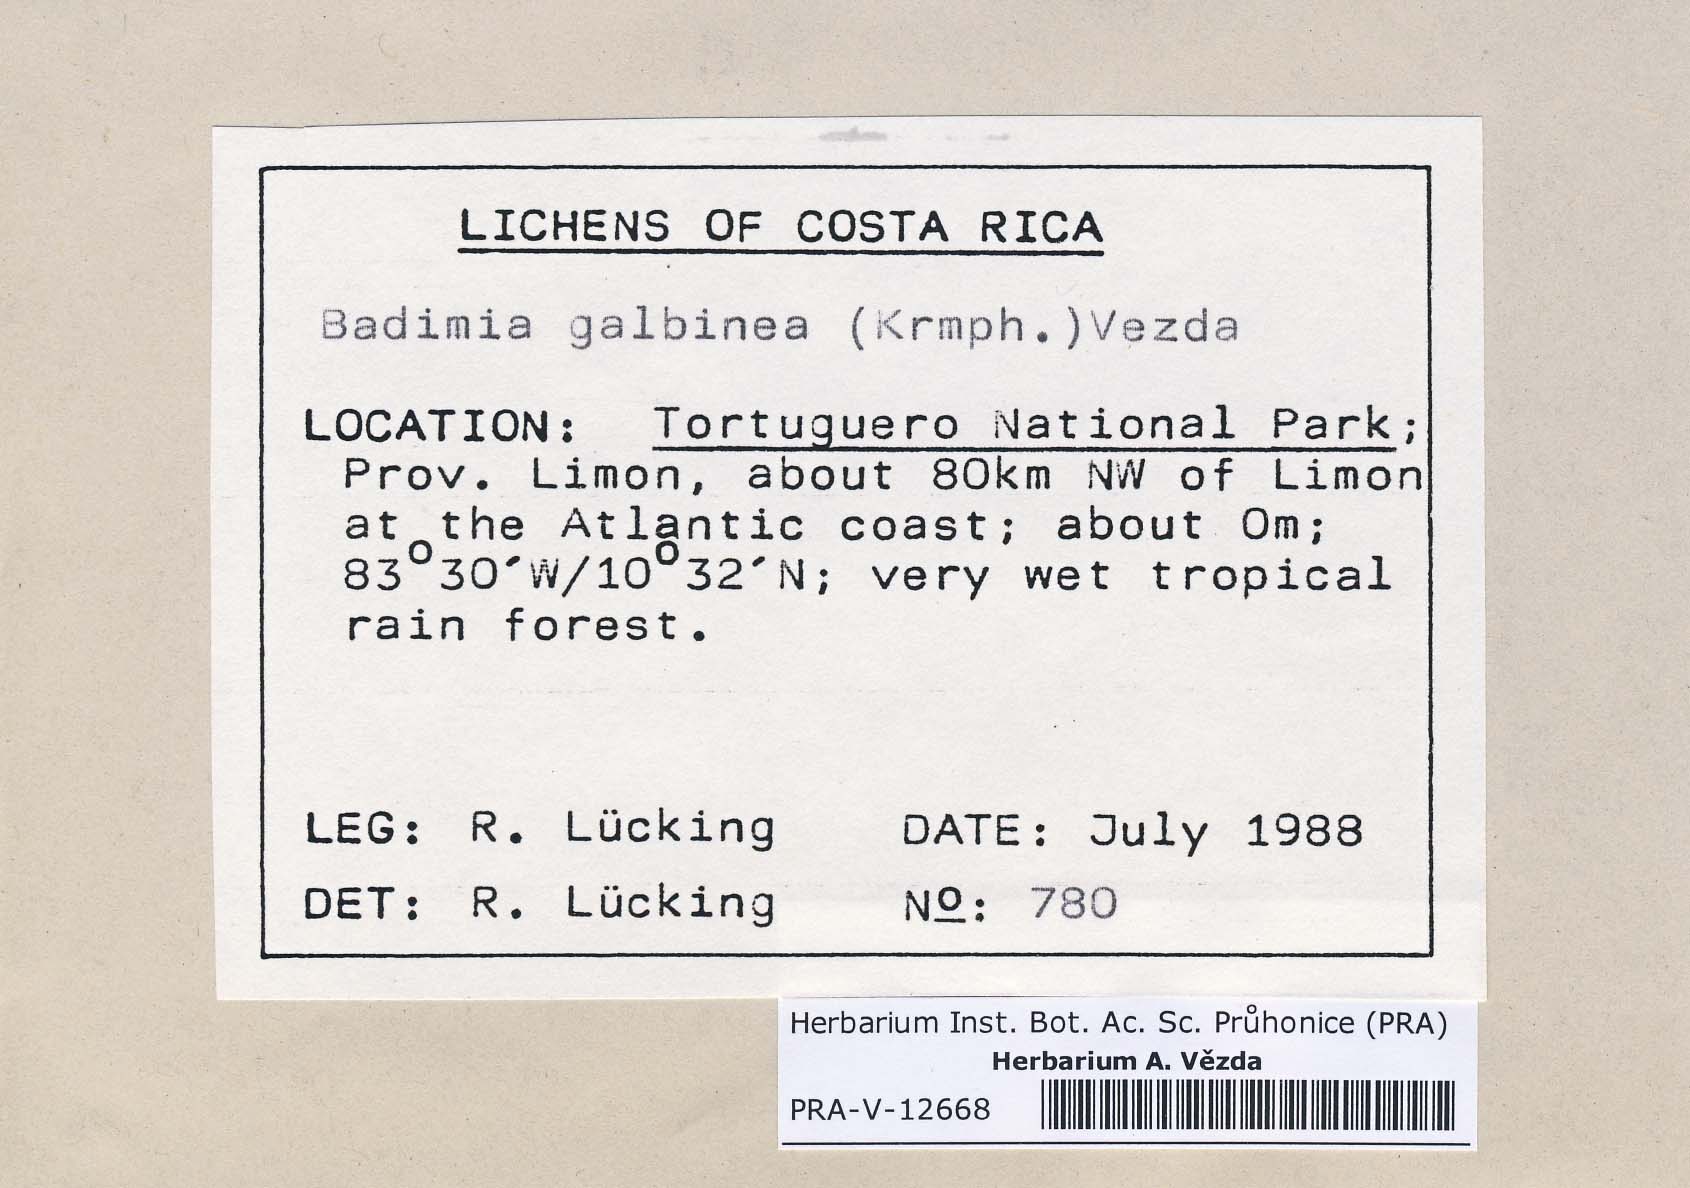 LICHENS OF COSTA RICA
Badimia galbinea (Krmph.)Vezda
LOCATION: Tortuguero National Park;
Prov. Limon, about 80km NW of Limon
at the Atlantic coast; about 0m;
83°30′W/10°32′N; very wet tropical
rain forest.
LEG: R. Lücking DATE: July 1988
DET: R. Lücking Nº: 780
Herbarium Inst. Bot. Ac. Sc. Průhonice (PRA)
Herbarium A. Vězda
PRA-V-12668